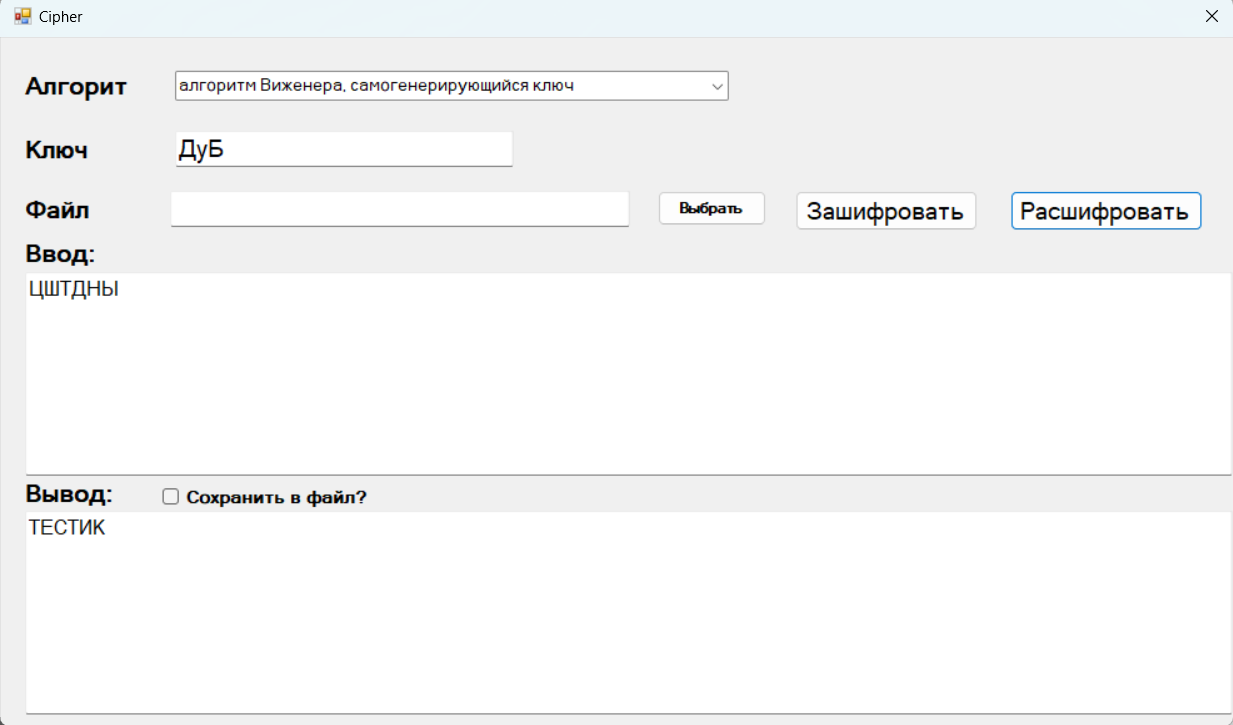 Cipher
Алгорит
алгоритм Виженера, самогенерирующийся ключ
Ключ
ДуБ
Файл
Выбрать
Зашифровать
Расшифровать
Ввод:
ЦШТДНЫ
Вывод:
Сохранить в файл?
ТЕСТИК